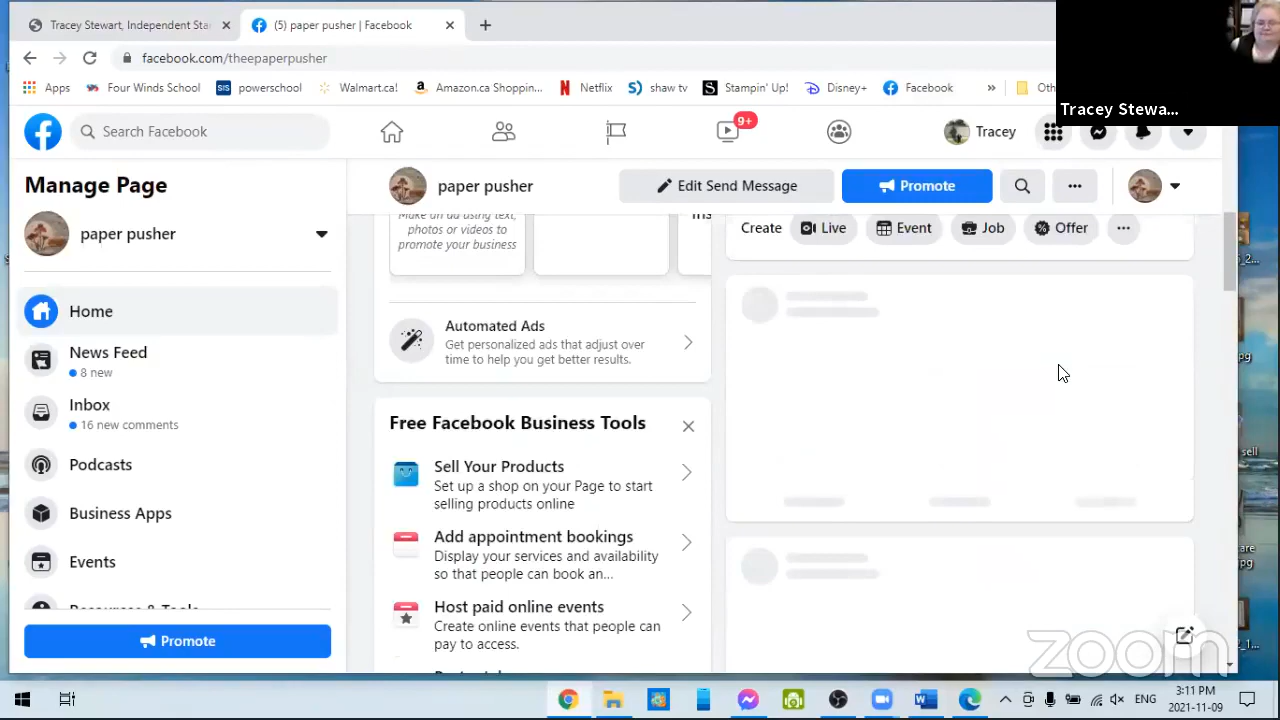 Tracey Stewart, Independent Sta
(5) paper pusher | Facebook
facebook.com/theepaperpusher
Apps
Four Winds School
SIS
powerschool
Walmart.ca!
Amazon.ca Shoppin...
Netflix
shaw tv
Stampin' Up!
Disney+
Facebook
»
Oth
Tracey Stewa...
Search Facebook
9+
Tracey
Manage Page
paper pusher
Edit Send Message
Promote
paper pusher
Make an ad using text,
photos or videos to
promote your business
Create
Live
Event
Job
Offer
Home
Automated Ads
Get personalized ads that adjust over
time to help you get better results.
News Feed
8 new
Inbox
16 new comments
Podcasts
Business Apps
Events
Resources & Tools
Promote
Free Facebook Business Tools
Sell Your Products
Set up a shop on your Page to start
selling products online
Add appointment bookings
Display your services and availability
so that people can book an...
Host paid online events
Create online events that people can
pay to access.
zoom
ENG
3:11 PM
2021-11-09